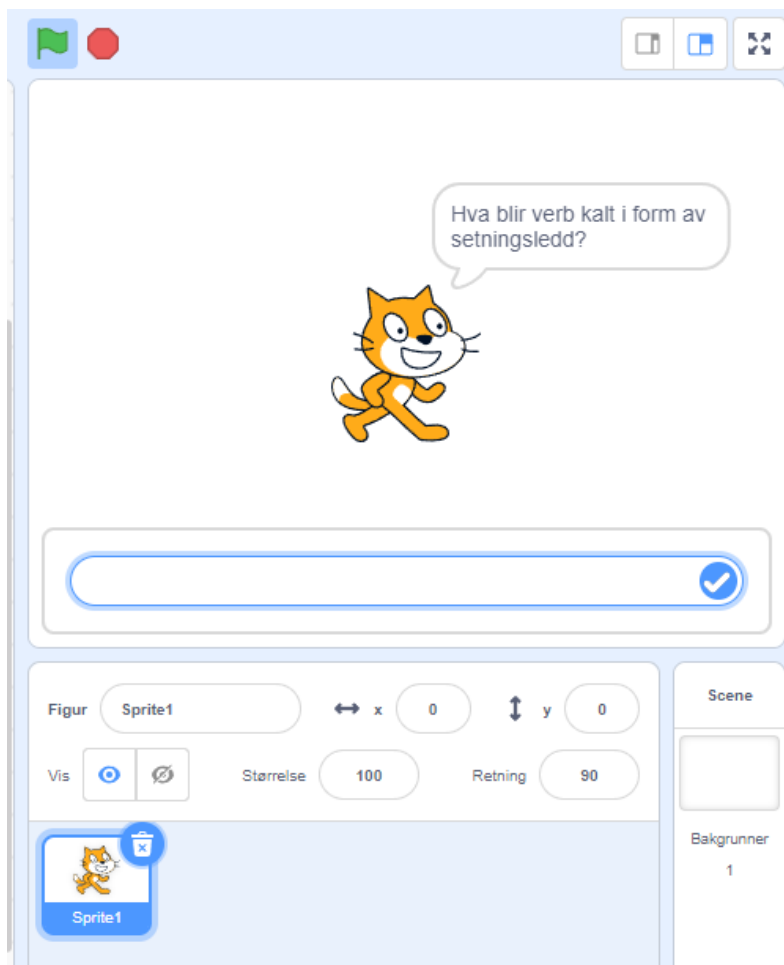 Hva blir verb kalt i form av
setningsledd?
Figur Sprite1 x 0 y 0
Scene
Vis Størrelse 100 Retning 90
Bakgrunner
1
Sprite1